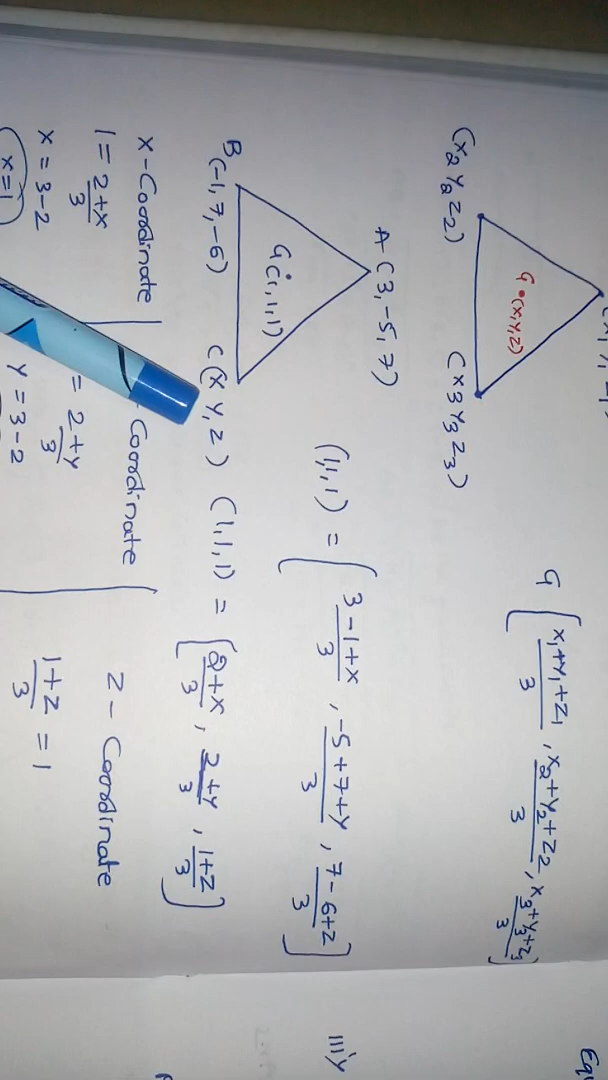 G (x,y,z)
(x2 y2 z2)
(x3 y3 z3)
G [ (x1+y1+z1)/3 , (x2+y2+z2)/3 , (x3+y3+z3)/3 ]
A (3,-5,7)
G (1,1,1)
B (-1,7,-6)
C (x y,z)
(1,1,1) = [ (3-1+x)/3 , (-5+7+y)/3 , (7-6+z)/3 ]
(1,1,1) = [ (2+x)/3 , (2+y)/3 , (1+z)/3 ]
x - Coordinate
1 = (2+x)/3
x = 3-2
x=1
Coordinate
= (2+y)/3
y = 3-2
z - Coordinate
(1+z)/3 = 1
Equ
|||ly